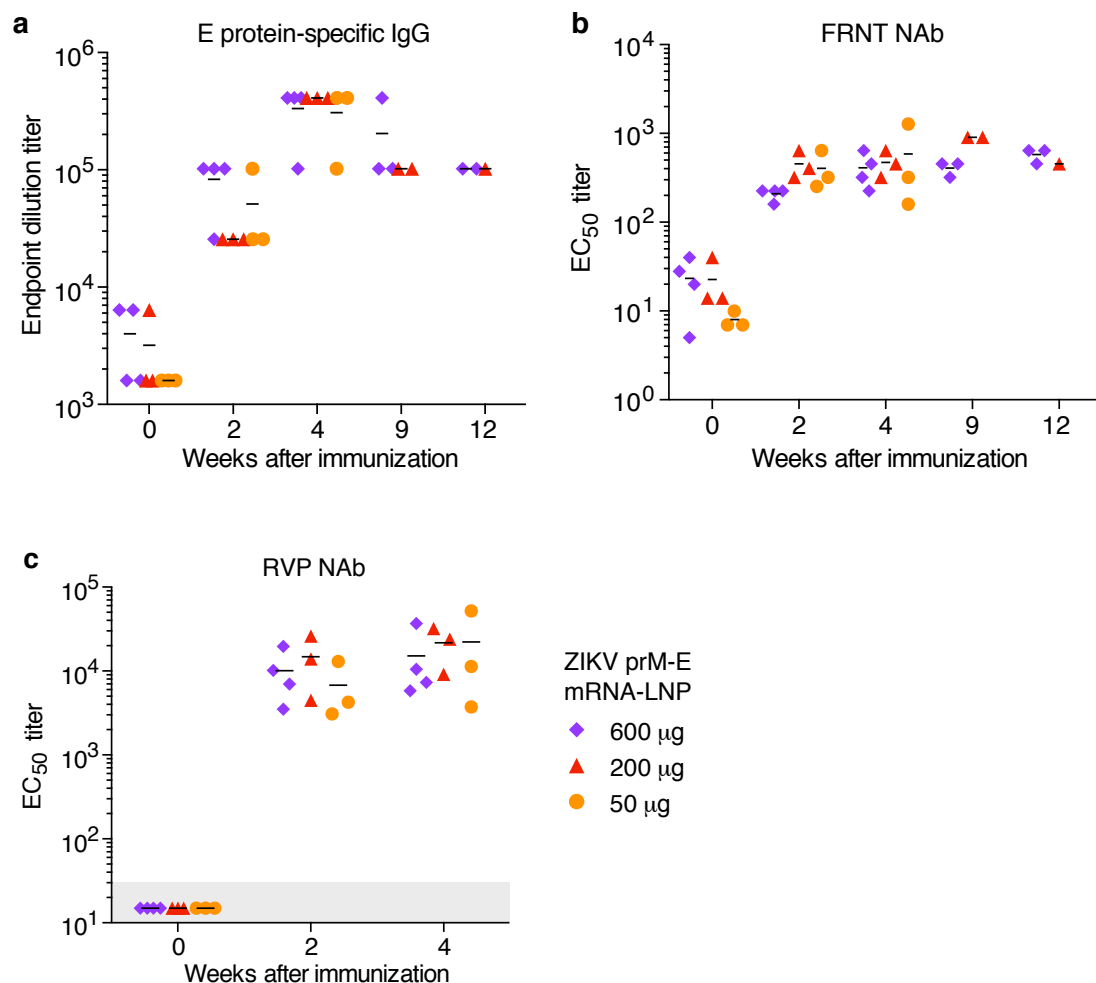 a
E protein-specific IgG
Endpoint dilution titer
10^6
10^5
10^4
10^3
0 2 4 9 12
Weeks after immunization
b
FRNT NAb
EC50 titer
10^4
10^3
10^2
10^1
10^0
0 2 4 9 12
Weeks after immunization
c
RVP NAb
EC50 titer
10^5
10^4
10^3
10^2
10^1
0 2 4
Weeks after immunization
ZIKV prM-E
mRNA-LNP
600 μg
200 μg
50 μg